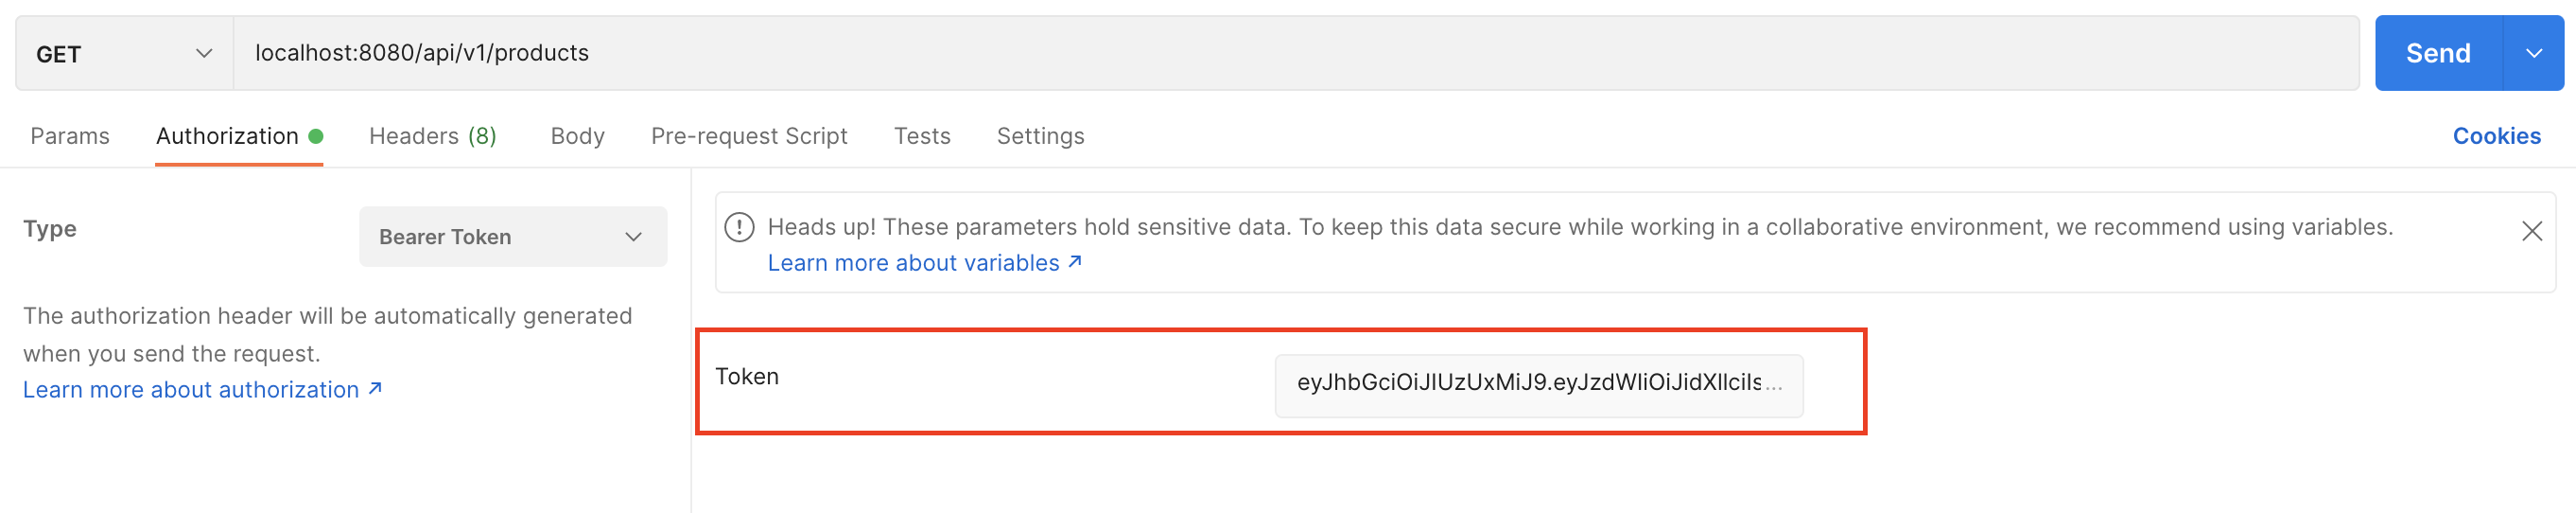 GET localhost:8080/api/v1/products Send
Params Authorization Headers (8) Body Pre-request Script Tests Settings Cookies
Type Bearer Token
The authorization header will be automatically generated
when you send the request.
Learn more about authorization ↗
Heads up! These parameters hold sensitive data. To keep this data secure while working in a collaborative environment, we recommend using variables.
Learn more about variables ↗
Token eyJhbGciOiJIUzUxMiJ9.eyJzdWIiOiJidXllciIs...